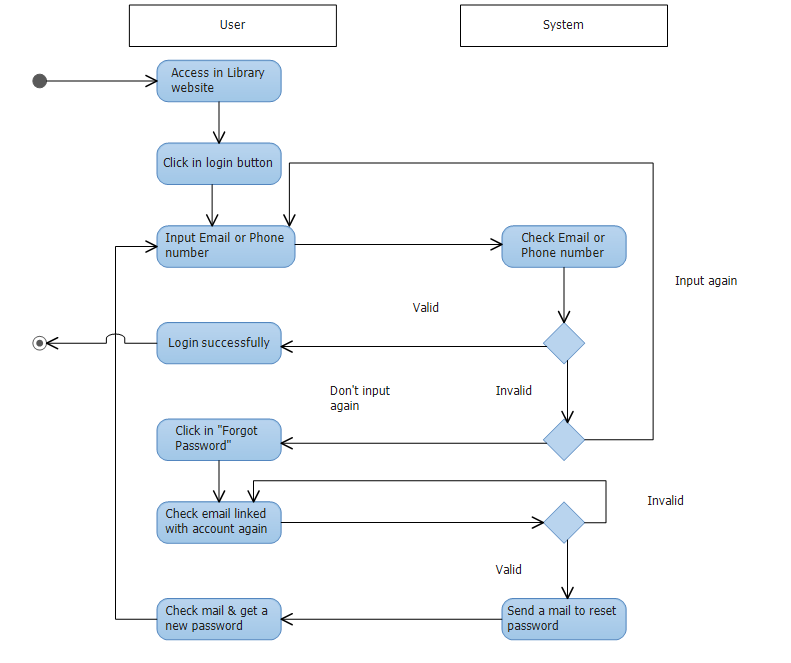 User
System
Access in Library
website
Click in login button
Input Email or Phone
number
Check Email or
Phone number
Input again
Valid
Login successfully
Don't input
again
Invalid
Click in "Forgot
Password"
Check email linked
with account again
Invalid
Valid
Check mail & get a
new password
Send a mail to reset
password